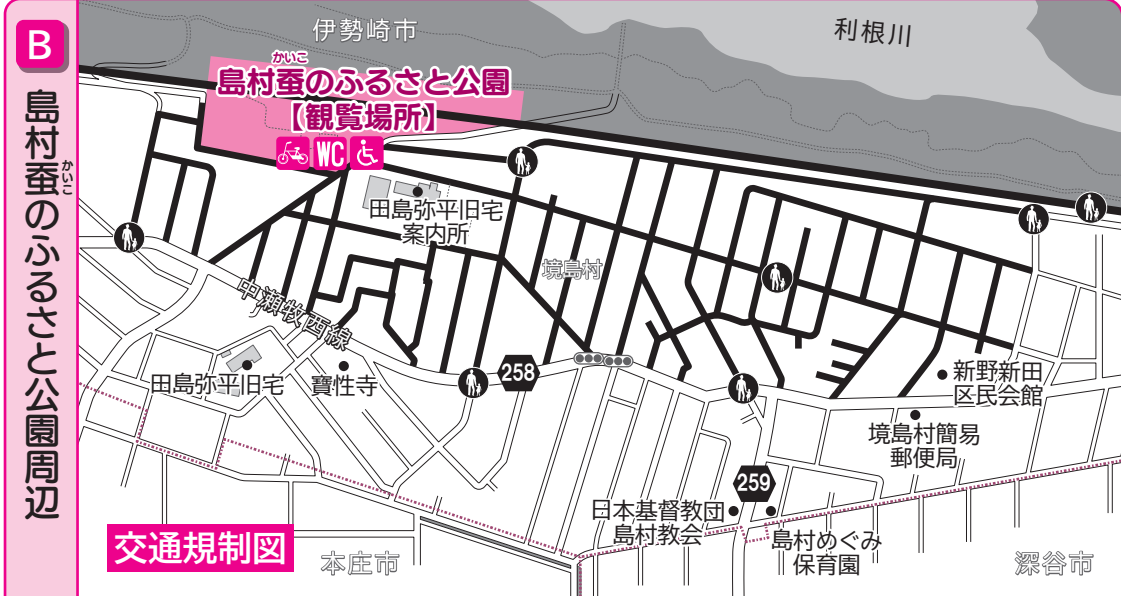 B
島村蚕のふるさと公園周辺
かいこ
伊勢崎市
利根川
かいこ
島村蚕のふるさと公園
【観覧場所】
WC
田島弥平旧宅
案内所
境島村
中瀬牧西線
258
田島弥平旧宅
寶性寺
新野新田
区民会館
境島村簡易
郵便局
259
日本基督教団
島村教会
島村めぐみ
保育園
交通規制図
本庄市
深谷市